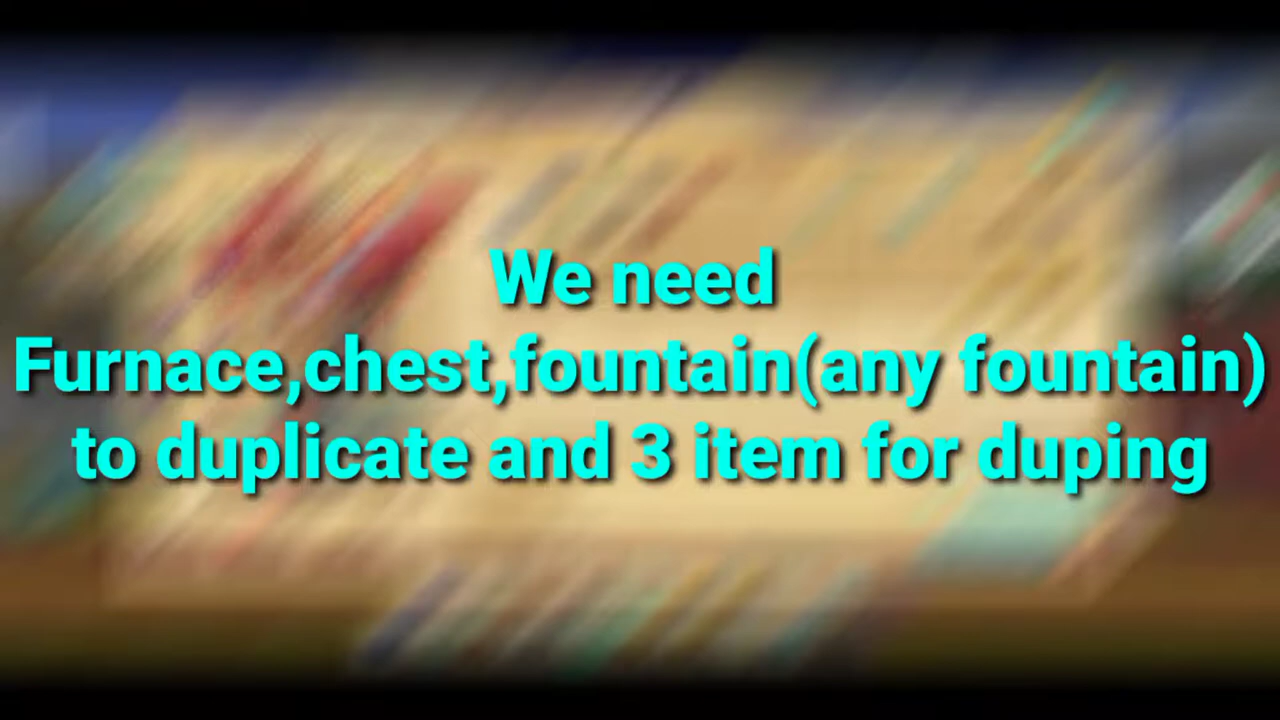 We need
Furnace,chest,fountain(any fountain)
to duplicate and 3 item for duping